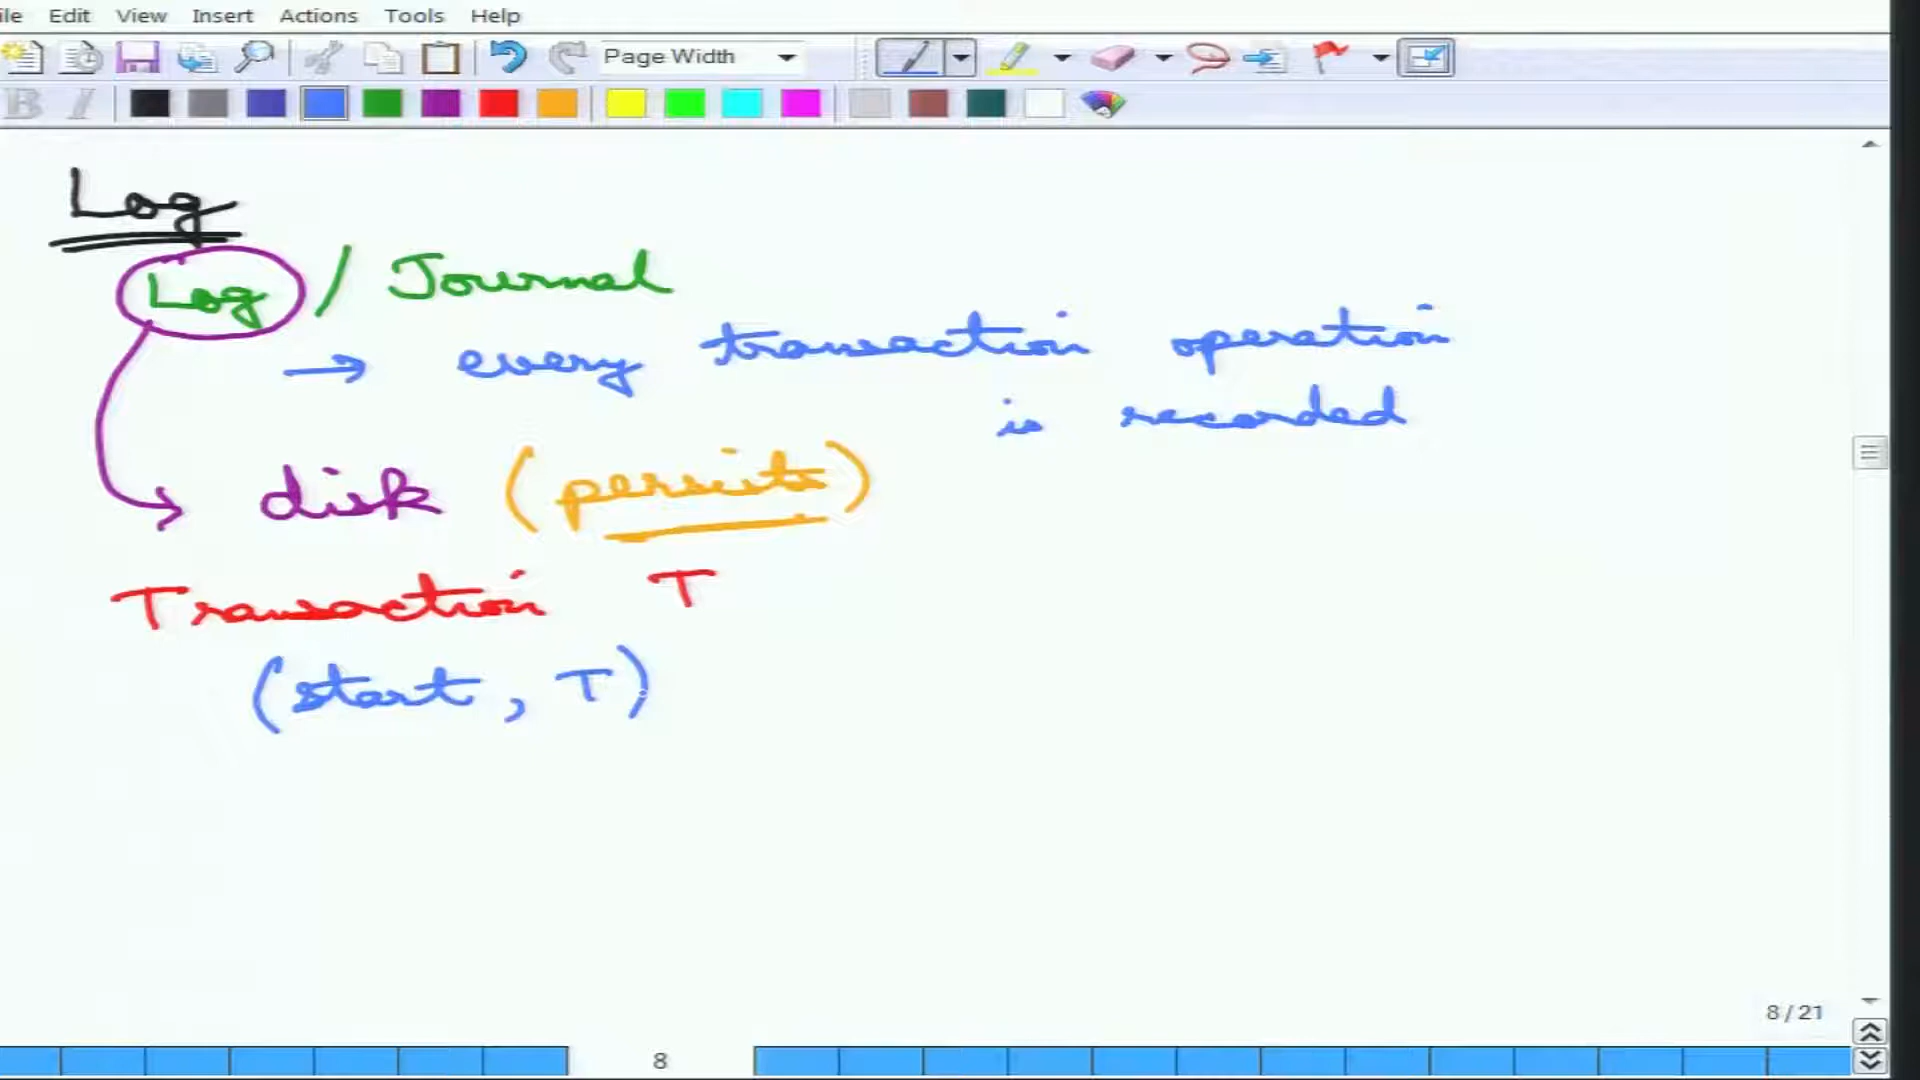 ile Edit View Insert Actions Tools Help
Page Width
B I
Log
Log / Journal
→ every transaction operation
is recorded
disk (persists)
Transaction T
(start, T)
8 / 21
8